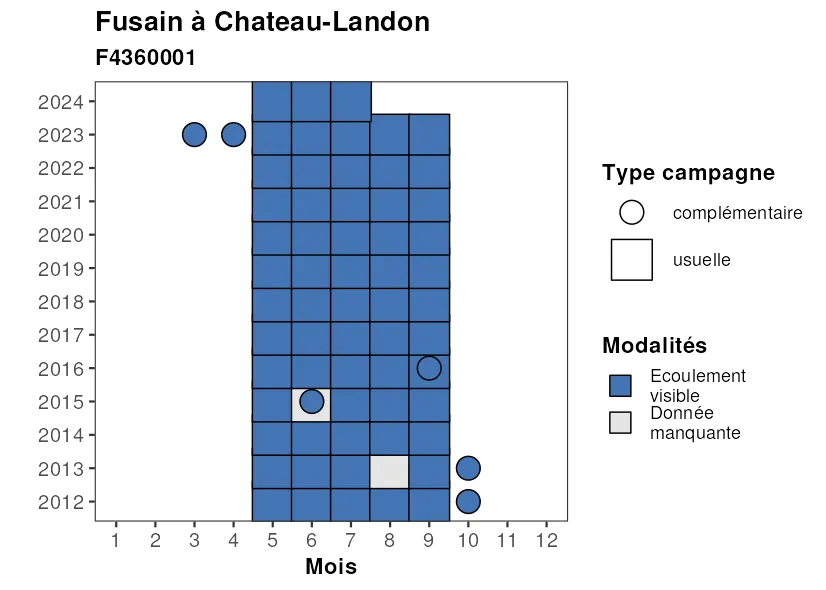 Fusain à Chateau-Landon
F4360001
2024
2023
2022
2021
2020
2019
2018
2017
2016
2015
2014
2013
2012
1 2 3 4 5 6 7 8 9 10 11 12
Mois
Type campagne
complémentaire
usuelle
Modalités
Ecoulement
visible
Donnée
manquante